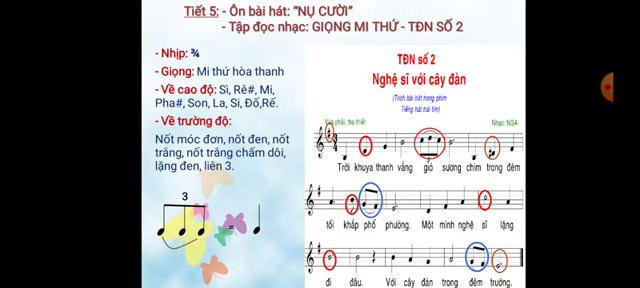 Tiết 5: - Ôn bài hát: "NỤ CƯỜI"
- Tập đọc nhạc: GIỌNG MI THỨ - TĐN SỐ 2
- Nhịp: ¾
- Giọng: Mi thứ hòa thanh
- Về cao độ: Sì, Rê#, Mi,
Pha#, Son, La, Si, Đố,Rế.
- Về trường độ:
Nốt móc đơn, nốt đen, nốt
trắng, nốt trắng chấm dôi,
lặng đen, liên 3.
3
=
TĐN số 2
Nghệ sĩ với cây đàn
(Trích bài hát trong phim
Tiếng hát trái tim)
phải, tha thiết
Nhạc: NGA
3
4
Trời khuya thanh vắng gió sương chìm trong đêm
tối khắp phố phường. Một mình nghệ sĩ lặng
đi đâu. Với cây đàn trong đêm trường.